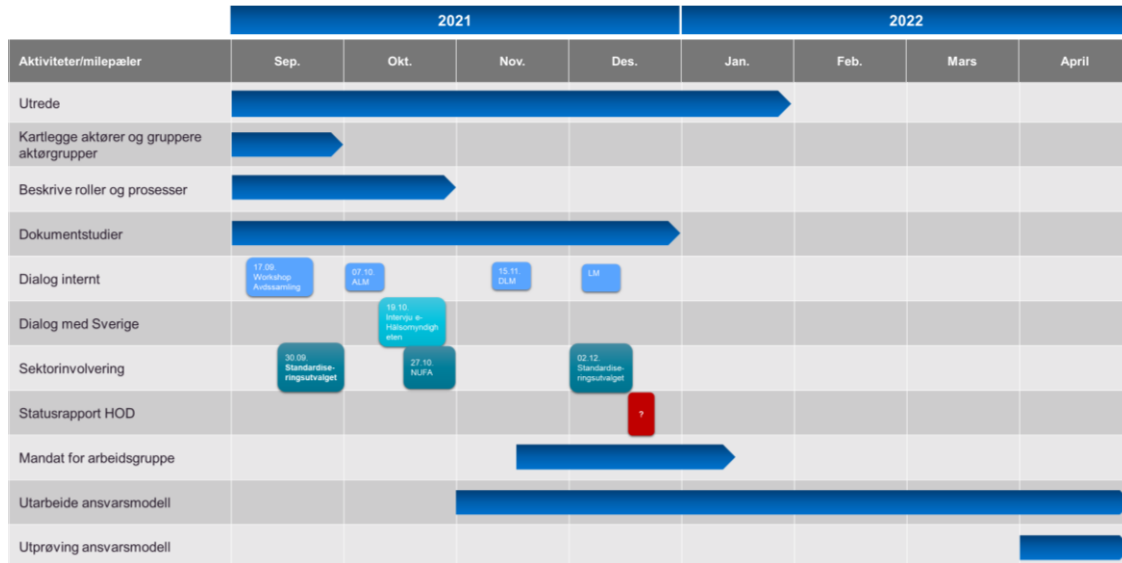 2021 2022
Aktiviteter/milepæler Sep. Okt. Nov. Des. Jan. Feb. Mars April
Utrede
Kartlegge aktører og gruppere
aktørgrupper
Beskrive roller og prosesser
Dokumentstudier
Dialog internt
17.09.
Workshop
Avdssamling
07.10.
ALM
15.11.
DLM
LM
Dialog med Sverige
19.10.
Intervju e-
Hälsomyndigh
eten
Sektorinvolvering
30.09.
Standardise-
ringsutvalget
27.10.
NUFA
02.12.
Standardise-
ringsutvalget
Statusrapport HOD
?
Mandat for arbeidsgruppe
Utarbeide ansvarsmodell
Utprøving ansvarsmodell